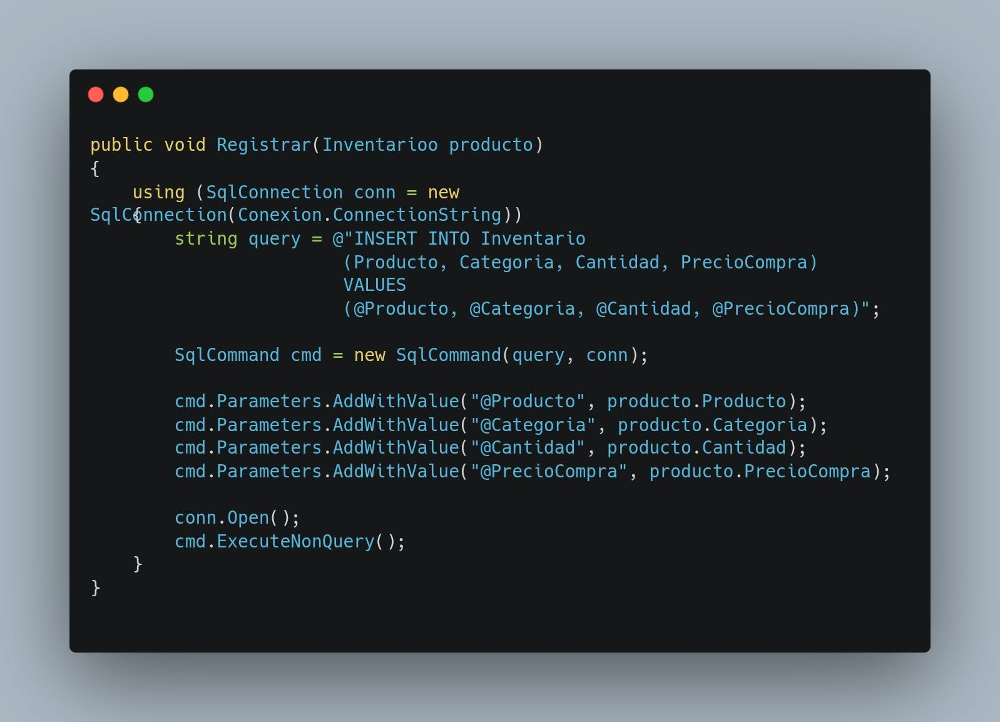 public void Registrar(Inventarioo producto)
{
    using (SqlConnection conn = new
SqlConnection(Conexion.ConnectionString))
    {
        string query = @"INSERT INTO Inventario
                        (Producto, Categoria, Cantidad, PrecioCompra)
                        VALUES
                        (@Producto, @Categoria, @Cantidad, @PrecioCompra)";

        SqlCommand cmd = new SqlCommand(query, conn);

        cmd.Parameters.AddWithValue("@Producto", producto.Producto);
        cmd.Parameters.AddWithValue("@Categoria", producto.Categoria);
        cmd.Parameters.AddWithValue("@Cantidad", producto.Cantidad);
        cmd.Parameters.AddWithValue("@PrecioCompra", producto.PrecioCompra);

        conn.Open();
        cmd.ExecuteNonQuery();
    }
}